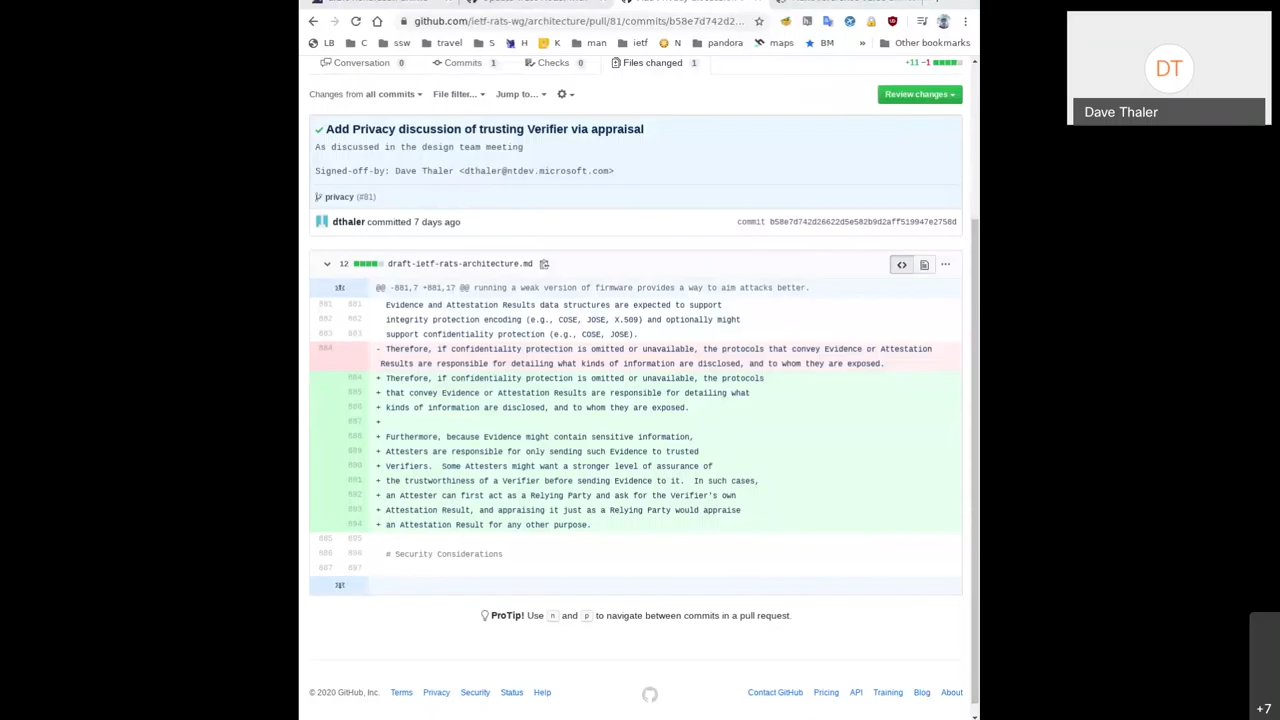 github.com/ietf-rats-wg/architecture/pull/81/commits/b58e7d742d2...
LB C ssw travel S H K man ietf N pandora maps BM » Other bookmarks
Conversation 0 Commits 1 Checks 0 Files changed 1 +11 −1
Changes from all commits File filter... Jump to... Review changes
Add Privacy discussion of trusting Verifier via appraisal
As discussed in the design team meeting
Signed-off-by: Dave Thaler <dthaler@ntdev.microsoft.com>
privacy (#81)
dthaler committed 7 days ago commit b58e7d742d26622d5e582b9d2aff519947e2758d
12 draft-ietf-rats-architecture.md
@@ -881,7 +881,17 @@ running a weak version of firmware provides a way to aim attacks better.
881 881 Evidence and Attestation Results data structures are expected to support
882 882 integrity protection encoding (e.g., COSE, JOSE, X.509) and optionally might
883 883 support confidentiality protection (e.g., COSE, JOSE).
884 - Therefore, if confidentiality protection is omitted or unavailable, the protocols that convey Evidence or Attestation
Results are responsible for detailing what kinds of information are disclosed, and to whom they are exposed.
884 + Therefore, if confidentiality protection is omitted or unavailable, the protocols
885 + that convey Evidence or Attestation Results are responsible for detailing what
886 + kinds of information are disclosed, and to whom they are exposed.
887 +
888 + Furthermore, because Evidence might contain sensitive information,
889 + Attesters are responsible for only sending such Evidence to trusted
890 + Verifiers. Some Attesters might want a stronger level of assurance of
891 + the trustworthiness of a Verifier before sending Evidence to it. In such cases,
892 + an Attester can first act as a Relying Party and ask for the Verifier's own
893 + Attestation Result, and appraising it just as a Relying Party would appraise
894 + an Attestation Result for any other purpose.
885 895
886 896 # Security Considerations
887 897
ProTip! Use n and p to navigate between commits in a pull request.
© 2020 GitHub, Inc. Terms Privacy Security Status Help Contact GitHub Pricing API Training Blog About
DT
Dave Thaler
+7